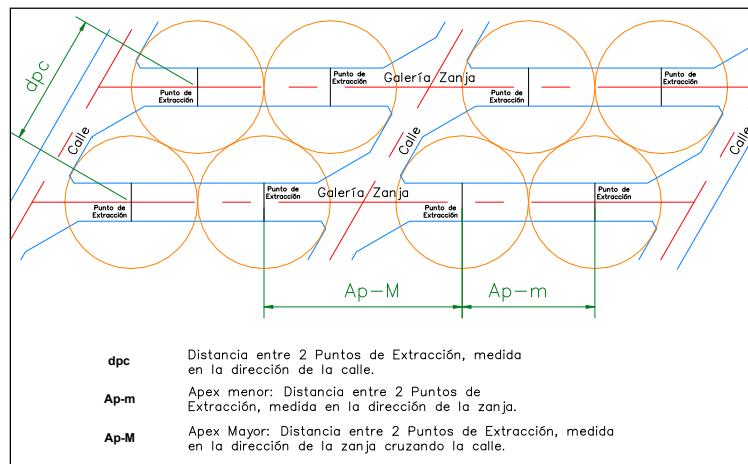 dpc
Punto de
Extracción
Punto de
Extracción
Galería Zanja
Punto de
Extracción
Punto de
Extracción
Calle
Calle
Calle
Punto de
Extracción
Punto de
Extracción
Galería Zanja
Punto de
Extracción
Punto de
Extracción
Ap-M
Ap-m
dpc
Distancia entre 2 Puntos de Extracción, medida
en la dirección de la calle.
Ap-m
Apex menor: Distancia entre 2 Puntos de
Extracción, medida en la dirección de la zanja.
Ap-M
Apex Mayor: Distancia entre 2 Puntos de Extracción, medida
en la dirección de la zanja cruzando la calle.